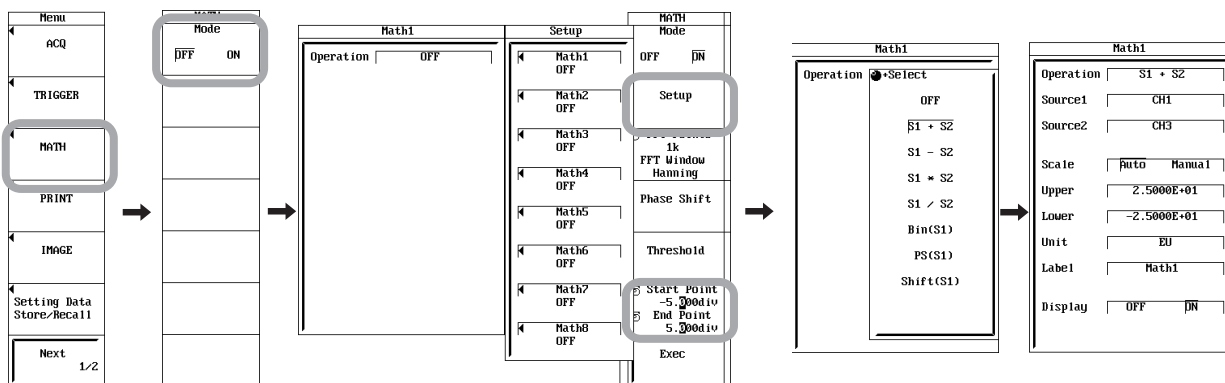 Menu
ACQ
TRIGGER
MATH
PRINT
IMAGE
Setting Data
Store/Recall
Next
1/2
MATH
Mode
OFF ON
Math1
Operation OFF
Setup
Math1
OFF
Math2
OFF
Math3
OFF
Math4
OFF
Math5
OFF
Math6
OFF
Math7
OFF
Math8
OFF
MATH
Mode
OFF ON
Setup
1k
FFT Window
Hanning
Phase Shift
Threshold
Start Point
-5.000div
End Point
5.000div
Exec
Math1
Operation Select
OFF
S1 + S2
S1 - S2
S1 * S2
S1 / S2
Bin(S1)
PS(S1)
Shift(S1)
Math1
Operation S1 + S2
Source1 CH1
Source2 CH3
Scale Auto Manual
Upper 2.5000E+01
Lower -2.5000E+01
Unit EU
Label Math1
Display OFF ON